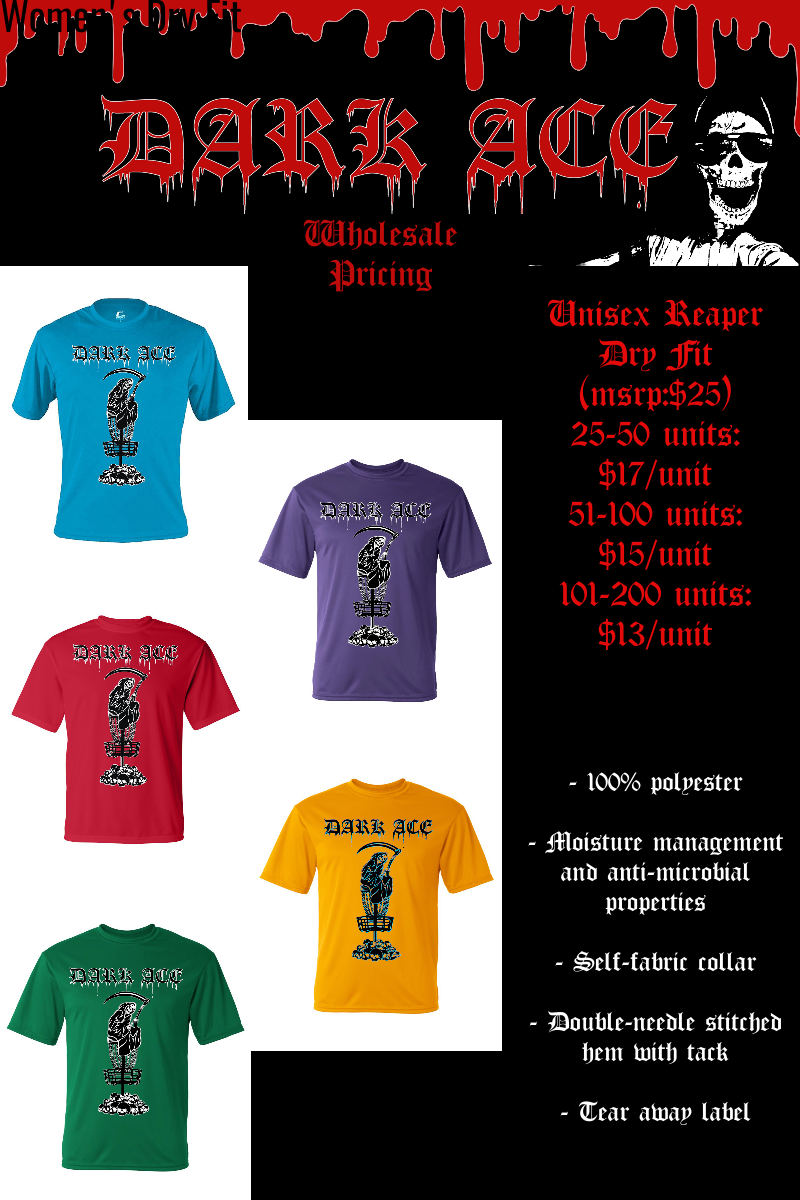 Women's Dry Fit
DARK ACE
Wholesale
Pricing
Unisex Reaper
Dry Fit
(msrp:$25)
25-50 units:
$17/unit
51-100 units:
$15/unit
101-200 units:
$13/unit
DARK ACE
DARK ACE
DARK ACE
DARK ACE
DARK ACE
- 100% polyester
- Moisture management
and anti-microbial
properties
- Self-fabric collar
- Double-needle stitched
hem with tack
- Tear away label